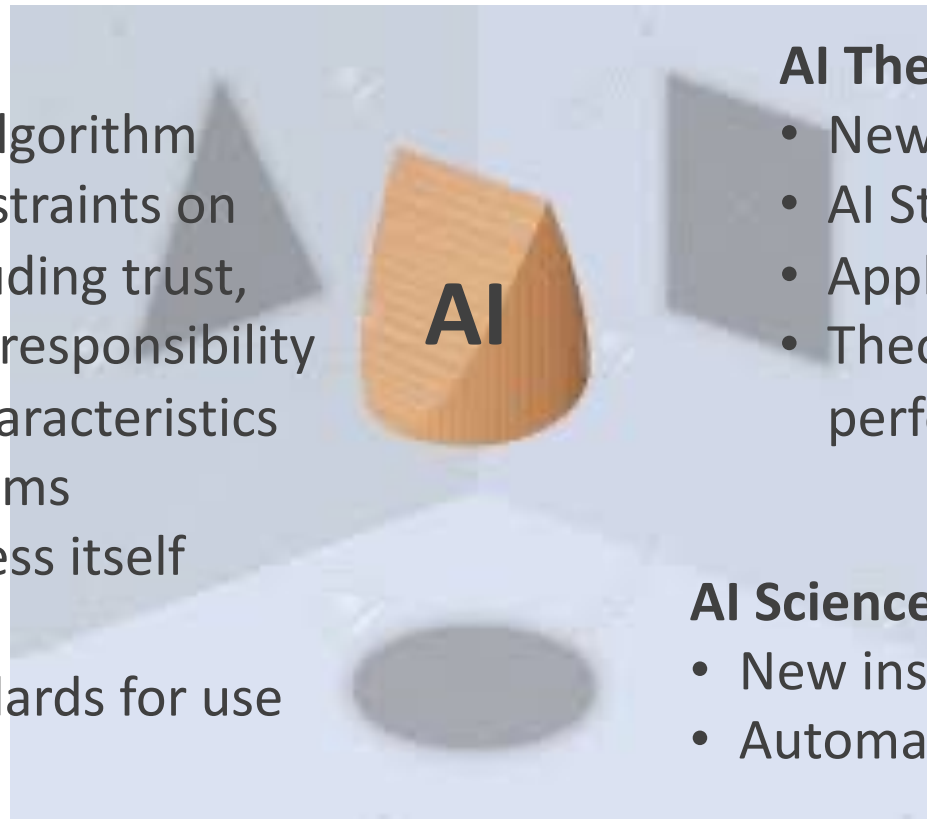 lgorithm
straints on
uding trust,
responsibility
aracteristics
ms
ess itself
dards for use
AI
AI The
• New
• AI St
• Appl
• Theo
perfo
AI Science
• New ins
• Automa